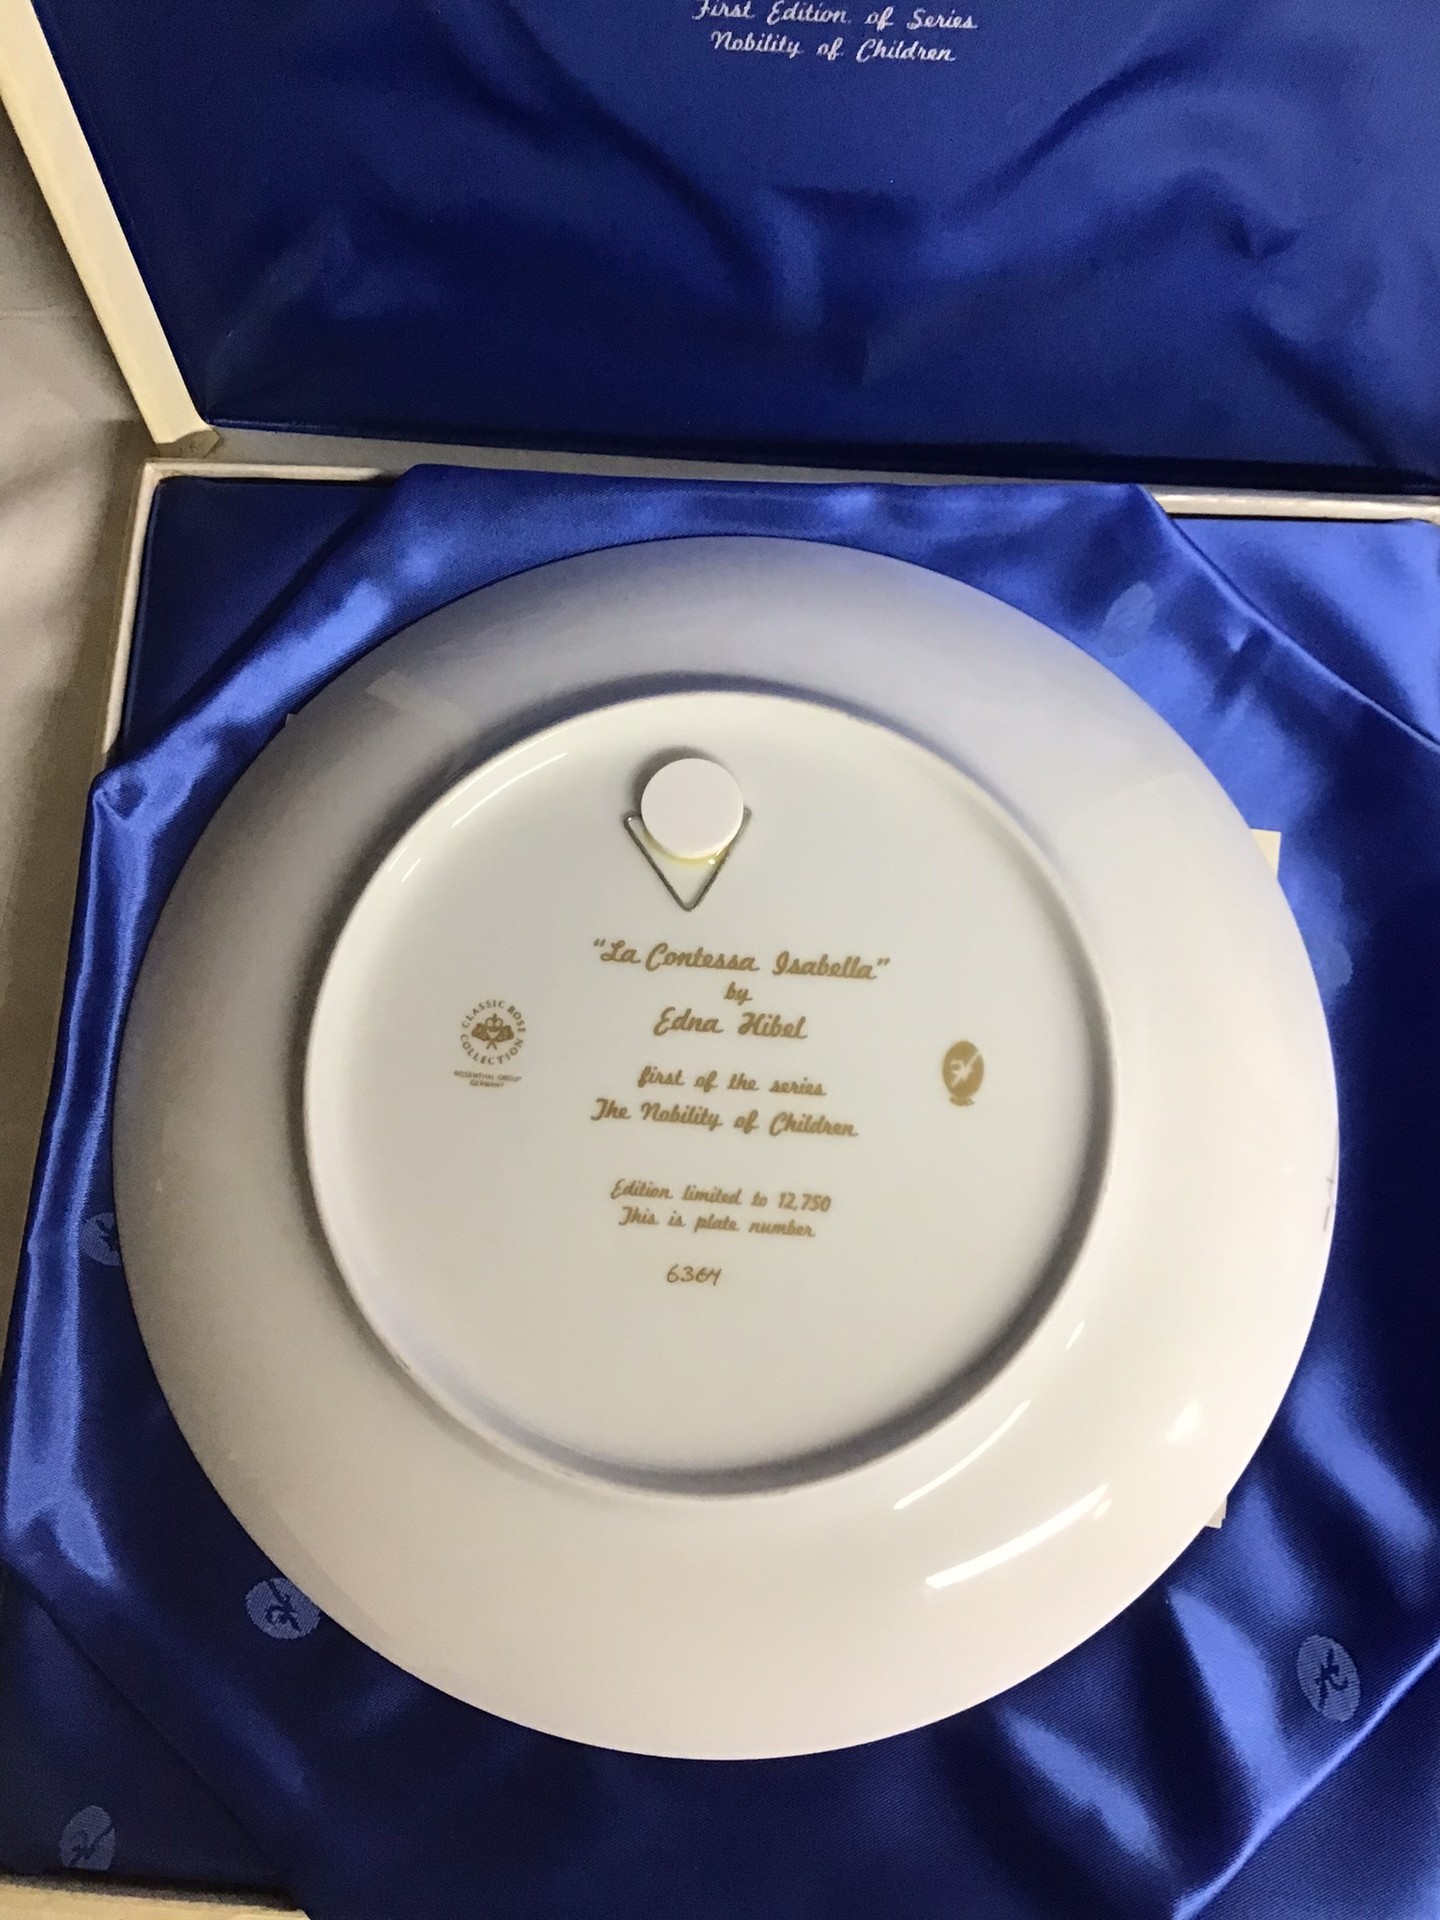 First Edition of Series
Nobility of Children
"La Contessa Isabella"
by
Edna Hibel
first of the series
The Nobility of Children
Edition limited to 12,750
This is plate number
6364
CLASSIC ROSE
COLLECTION
ROSENTHAL GROUP
GERMANY